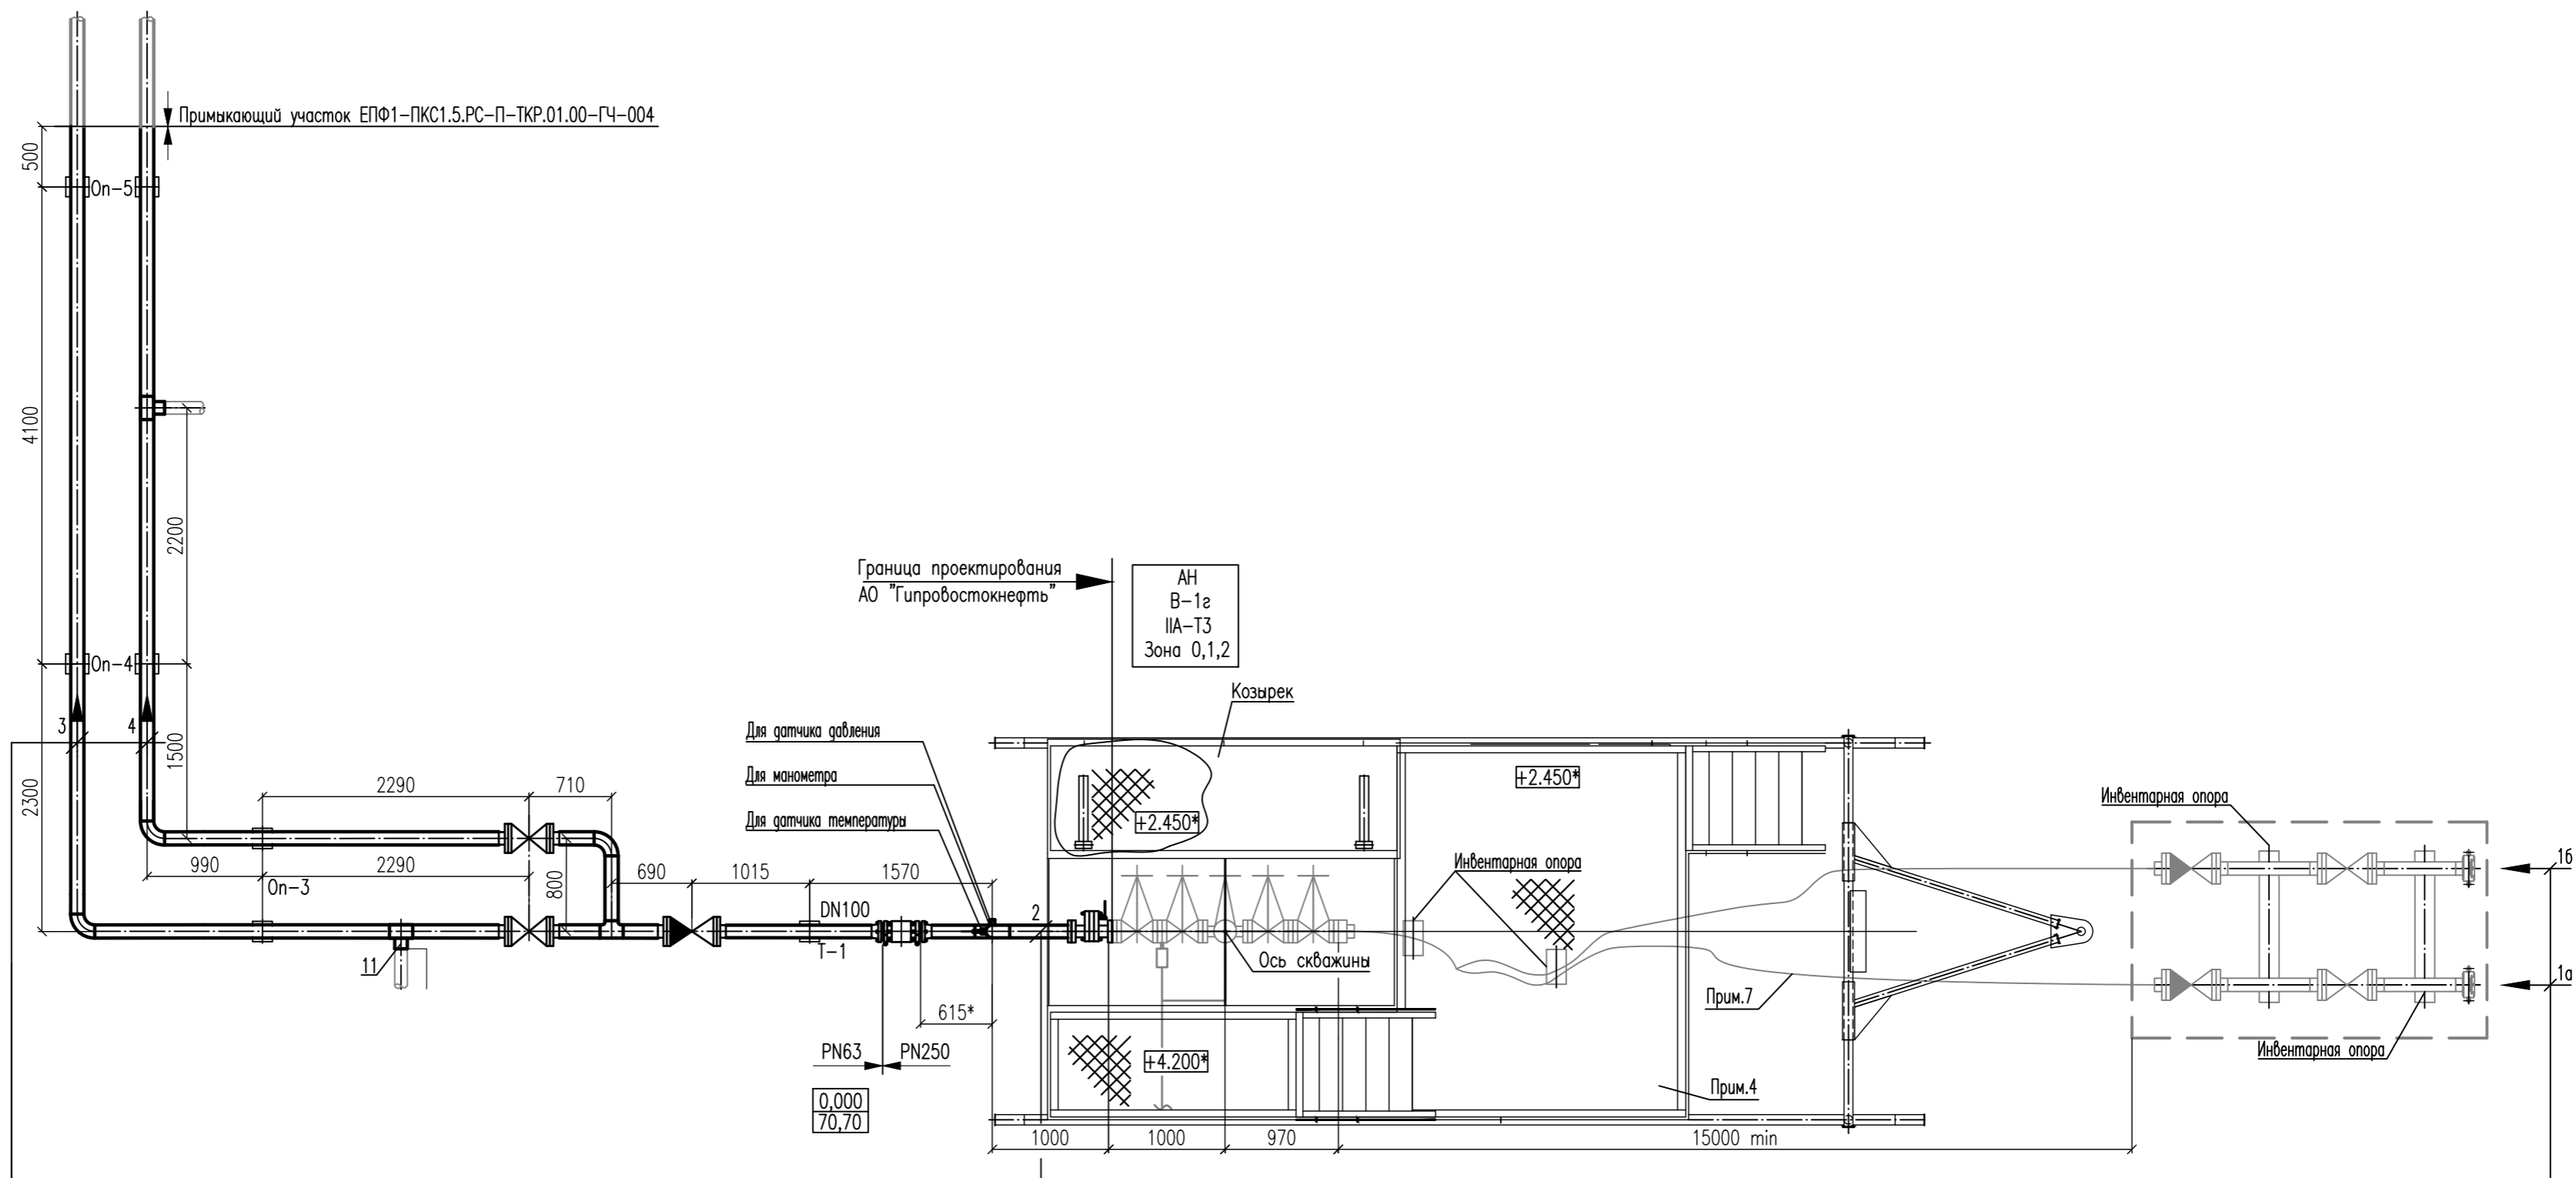 Примыкающий участок ЕПФ1-ПКС1.5.РС-П-ТКР.01.00-ГЧ-004
500
Оп-5
4100
2200
Оп-4
3
4
1500
2300
2290
710
990
2290
Оп-3
800
690
1015
1570
11
DN100
Т-1
Для датчика давления
Для манометра
Для датчика температуры
2
615*
PN63
PN250
0,000
70,70
Граница проектирования
АО "Гипровостокнефть"
АН
В-1г
IIА-Т3
Зона 0,1,2
Козырек
+2.450*
+2.450*
Инвентарная опора
Ось скважины
+4.200*
Прим.7
Прим.4
1000
1000
970
15000 min
Инвентарная опора
1б
1а
Инвентарная опора